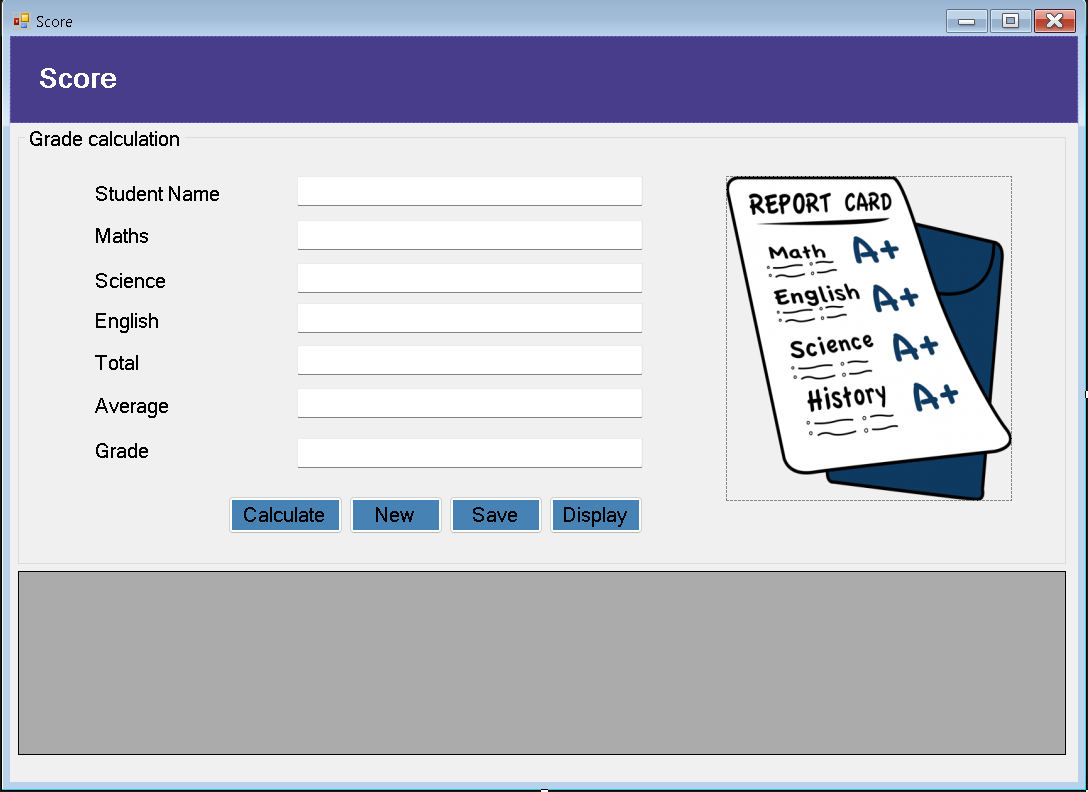 Score
Score
Grade calculation
Student Name
Maths
Science
English
Total
Average
Grade
Calculate New Save Display
REPORT CARD
Math A+
English A+
Science A+
History A+